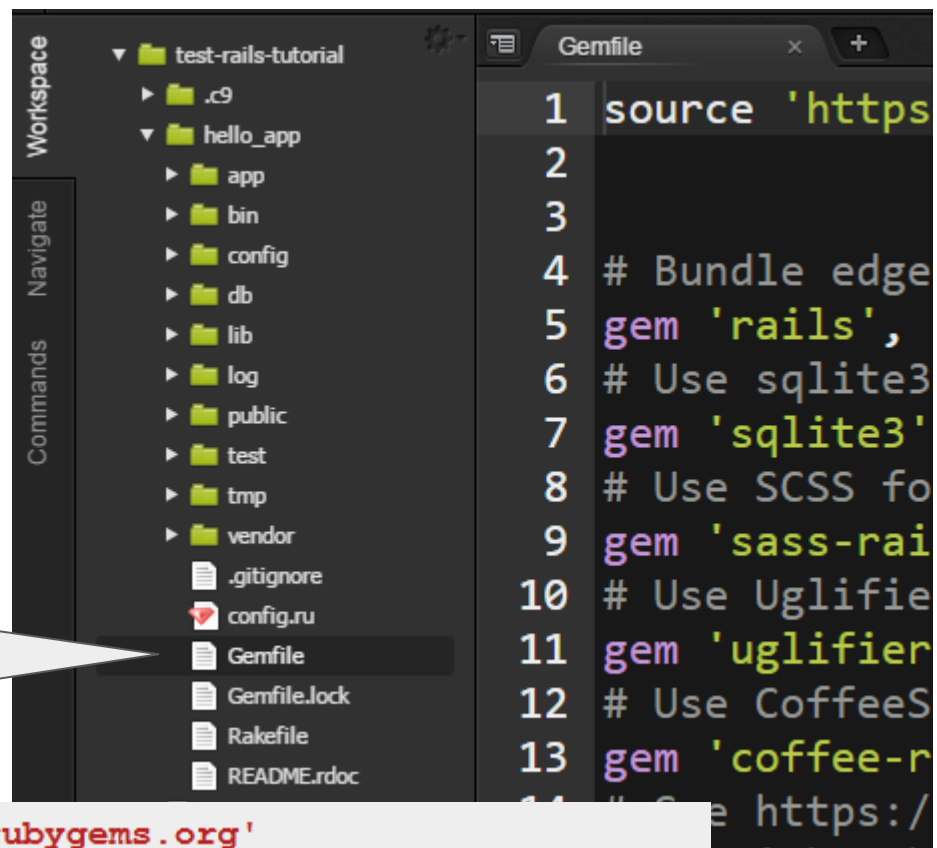 Workspace
Navigate
Commands
test-rails-tutorial
.c9
hello_app
app
bin
config
db
lib
log
public
test
tmp
vendor
.gitignore
config.ru
Gemfile
Gemfile.lock
Rakefile
README.rdoc
Gemfile × +
1 source 'https
2
3
4 # Bundle edge
5 gem 'rails',
6 # Use sqlite3
7 gem 'sqlite3'
8 # Use SCSS fo
9 gem 'sass-rai
10 # Use Uglifie
11 gem 'uglifier
12 # Use CoffeeS
13 gem 'coffee-r
e https:/
ubygems.org'